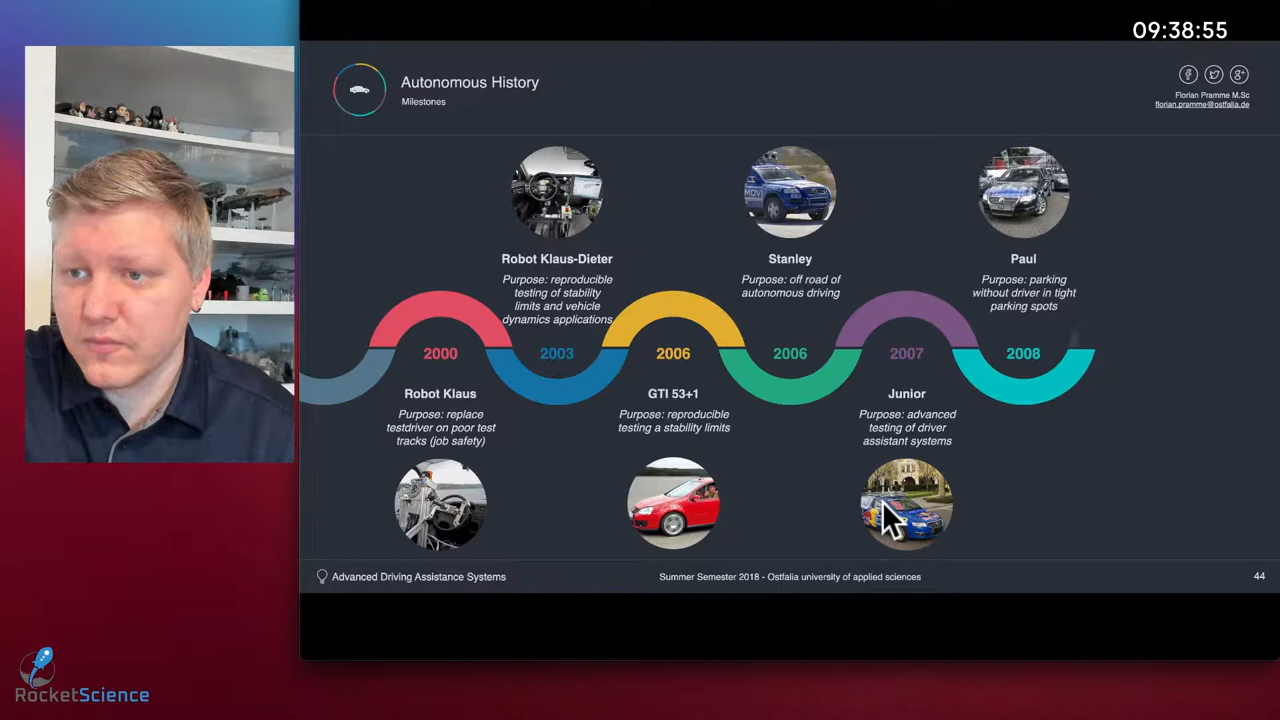 09:38:55
Autonomous History
Milestones
Florian Pramme M.Sc
florian.pramme@ostfalia.de
Robot Klaus-Dieter
Purpose: reproducible
testing of stability
limits and vehicle
dynamics applications
Stanley
Purpose: off road of
autonomous driving
Paul
Purpose: parking
without driver in tight
parking spots
2000
2003
2006
2006
2007
2008
Robot Klaus
Purpose: replace
testdriver on poor test
tracks (job safety)
GTI 53+1
Purpose: reproducible
testing a stability limits
Junior
Purpose: advanced
testing of driver
assistant systems
Advanced Driving Assistance Systems
Summer Semester 2018 - Ostfalia university of applied sciences
44
RocketScience